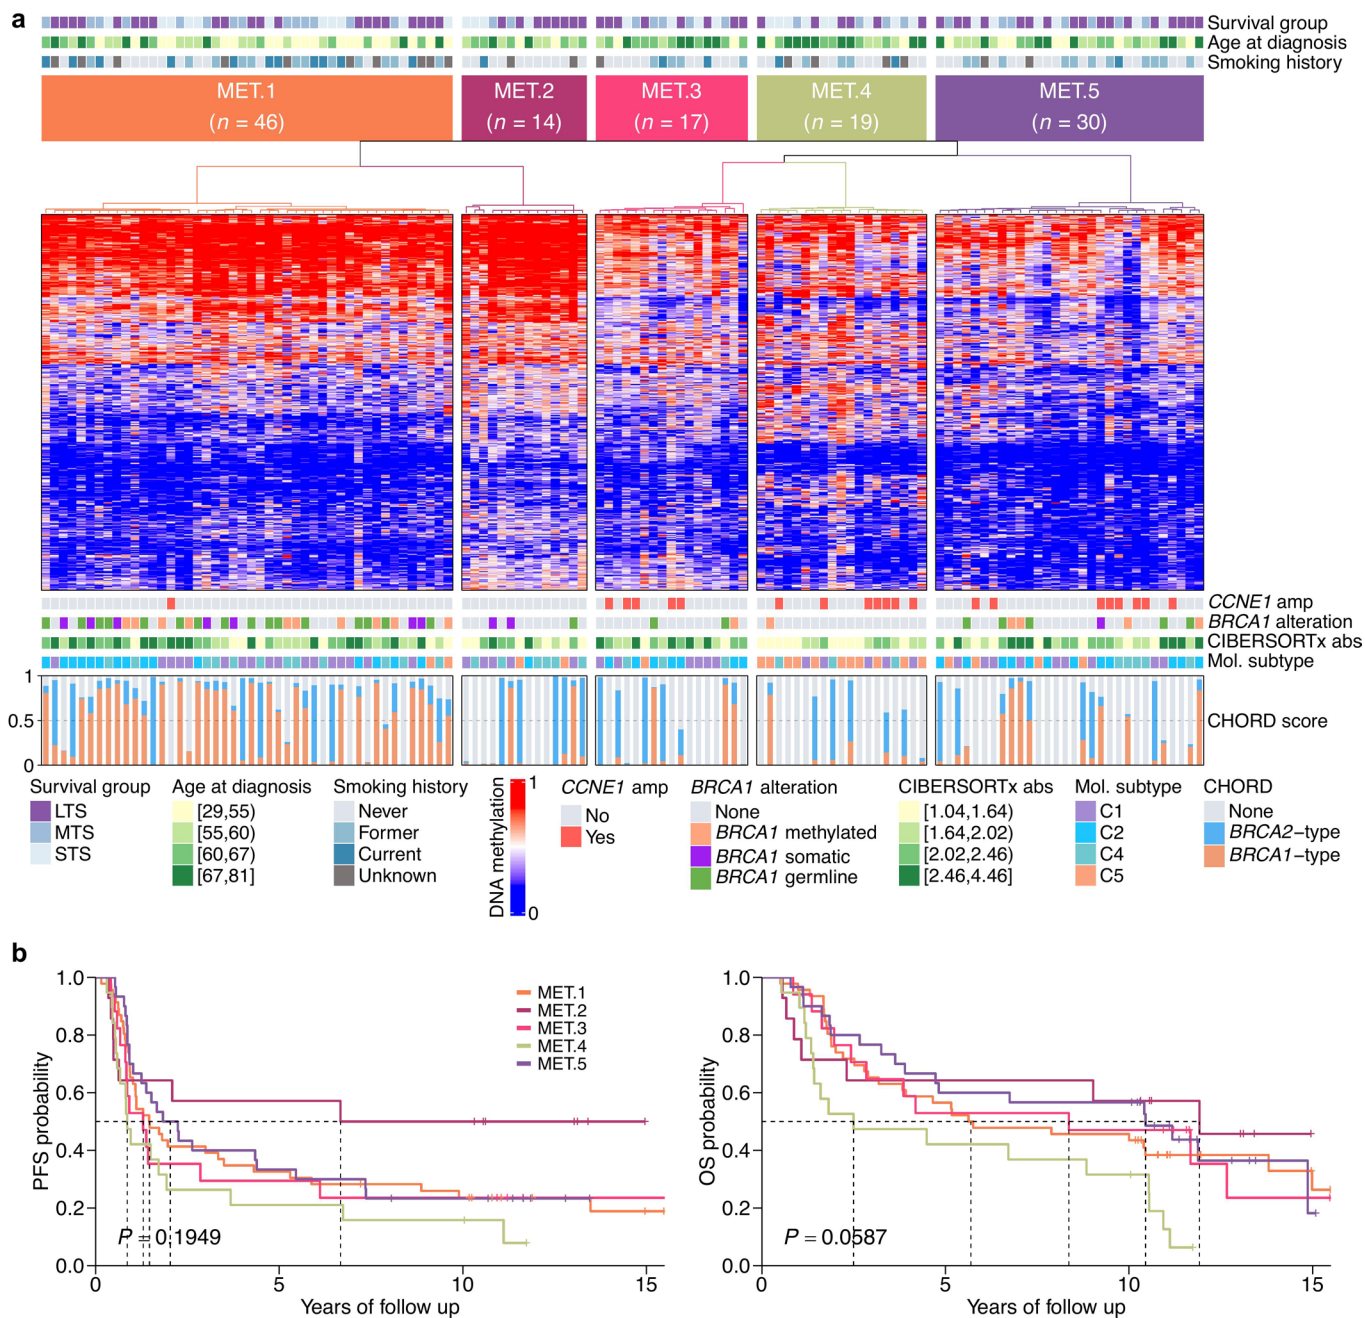 a
Survival group
Age at diagnosis
Smoking history
MET.1
(n = 46)
MET.2
(n = 14)
MET.3
(n = 17)
MET.4
(n = 19)
MET.5
(n = 30)
CCNE1 amp
BRCA1 alteration
CIBERSORTx abs
Mol. subtype
1
0.5
0
CHORD score
Survival group
LTS
MTS
STS
Age at diagnosis
[29,55)
[55,60)
[60,67)
[67,81]
Smoking history
Never
Former
Current
Unknown
DNA methylation
1
0
CCNE1 amp
No
Yes
BRCA1 alteration
None
BRCA1 methylated
BRCA1 somatic
BRCA1 germline
CIBERSORTx abs
[1.04,1.64)
[1.64,2.02)
[2.02,2.46)
[2.46,4.46]
Mol. subtype
C1
C2
C4
C5
CHORD
None
BRCA2−type
BRCA1−type
b
PFS probability
1.0
0.8
0.6
0.4
0.2
0.0
MET.1
MET.2
MET.3
MET.4
MET.5
P = 0.1949
0 5 10 15
Years of follow up
OS probability
1.0
0.8
0.6
0.4
0.2
0.0
P = 0.0587
0 5 10 15
Years of follow up